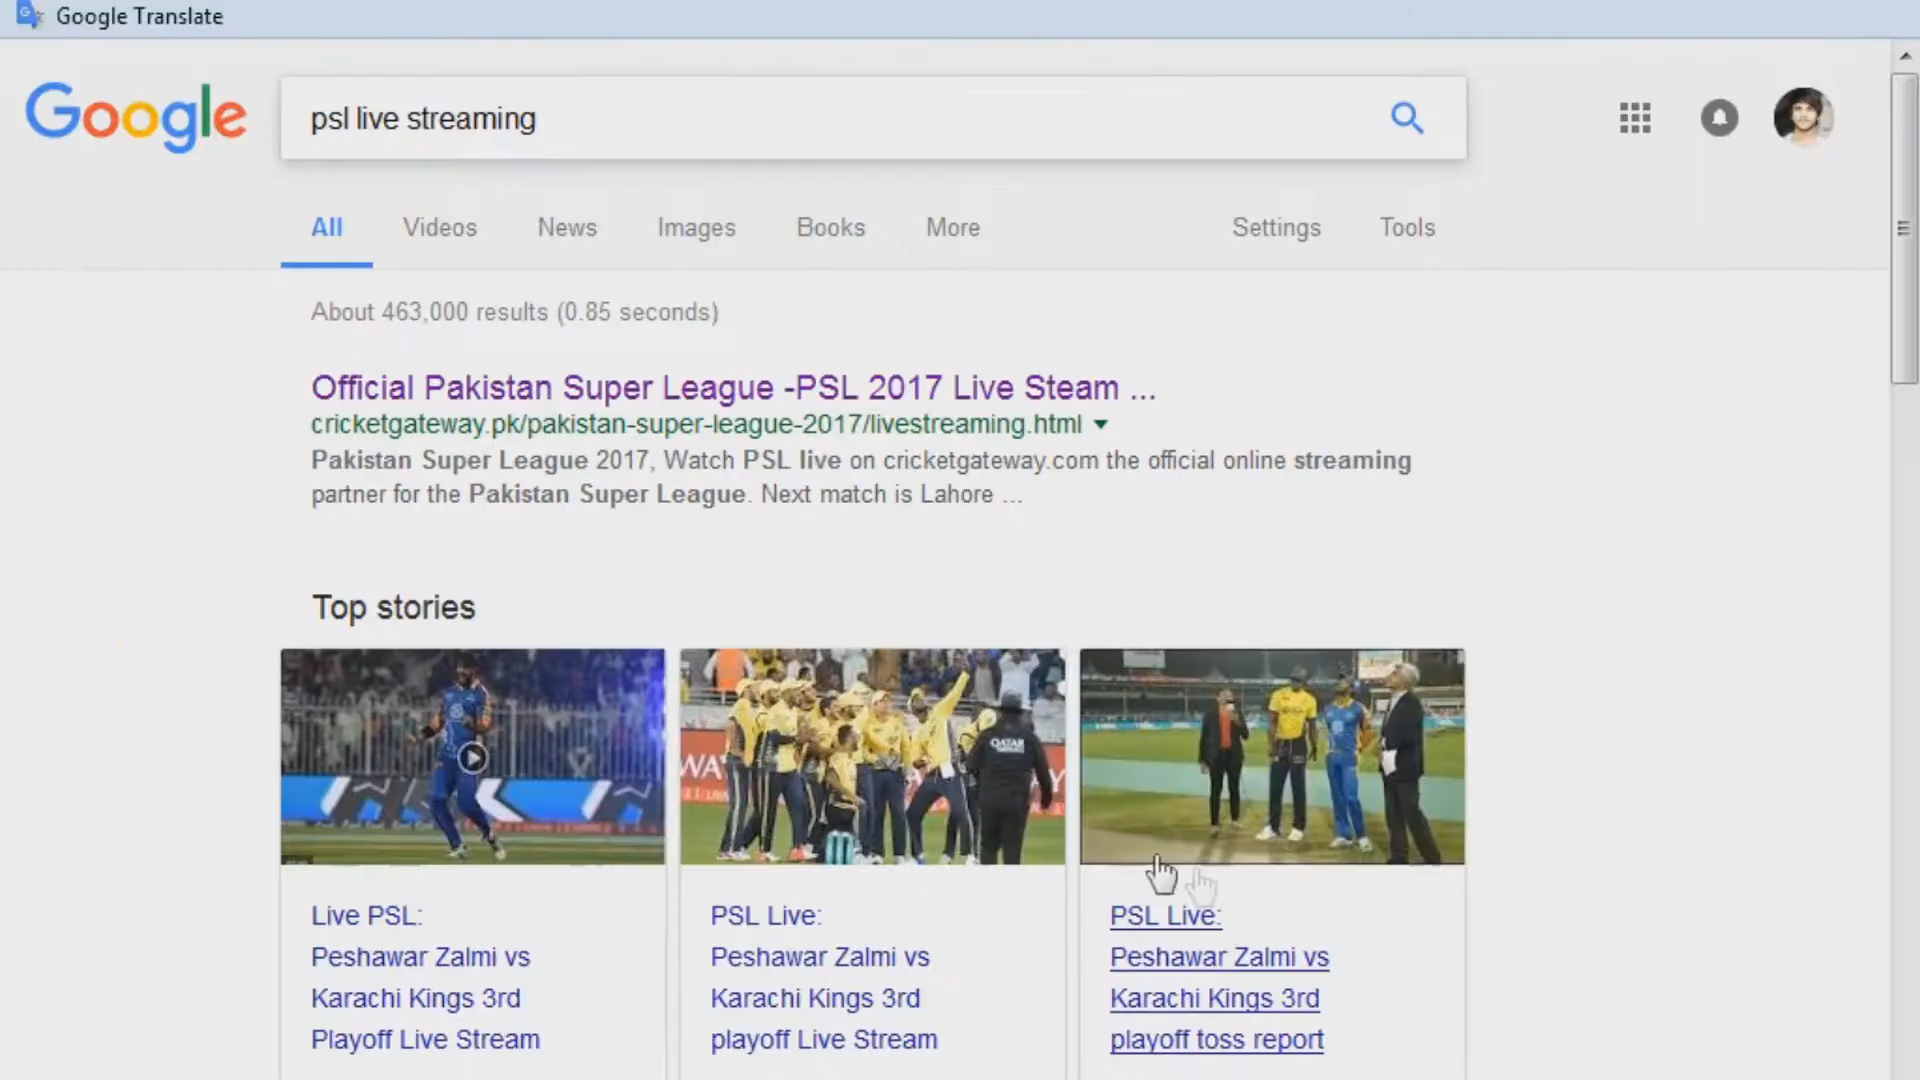 Google Translate
Google
psl live streaming
All Videos News Images Books More Settings Tools
About 463,000 results (0.85 seconds)
Official Pakistan Super League -PSL 2017 Live Steam ...
cricketgateway.pk/pakistan-super-league-2017/livestreaming.html
Pakistan Super League 2017, Watch PSL live on cricketgateway.com the official online streaming
partner for the Pakistan Super League. Next match is Lahore ...
Top stories
QATAR
Live PSL:
Peshawar Zalmi vs
Karachi Kings 3rd
Playoff Live Stream
PSL Live:
Peshawar Zalmi vs
Karachi Kings 3rd
playoff Live Stream
PSL Live:
Peshawar Zalmi vs
Karachi Kings 3rd
playoff toss report